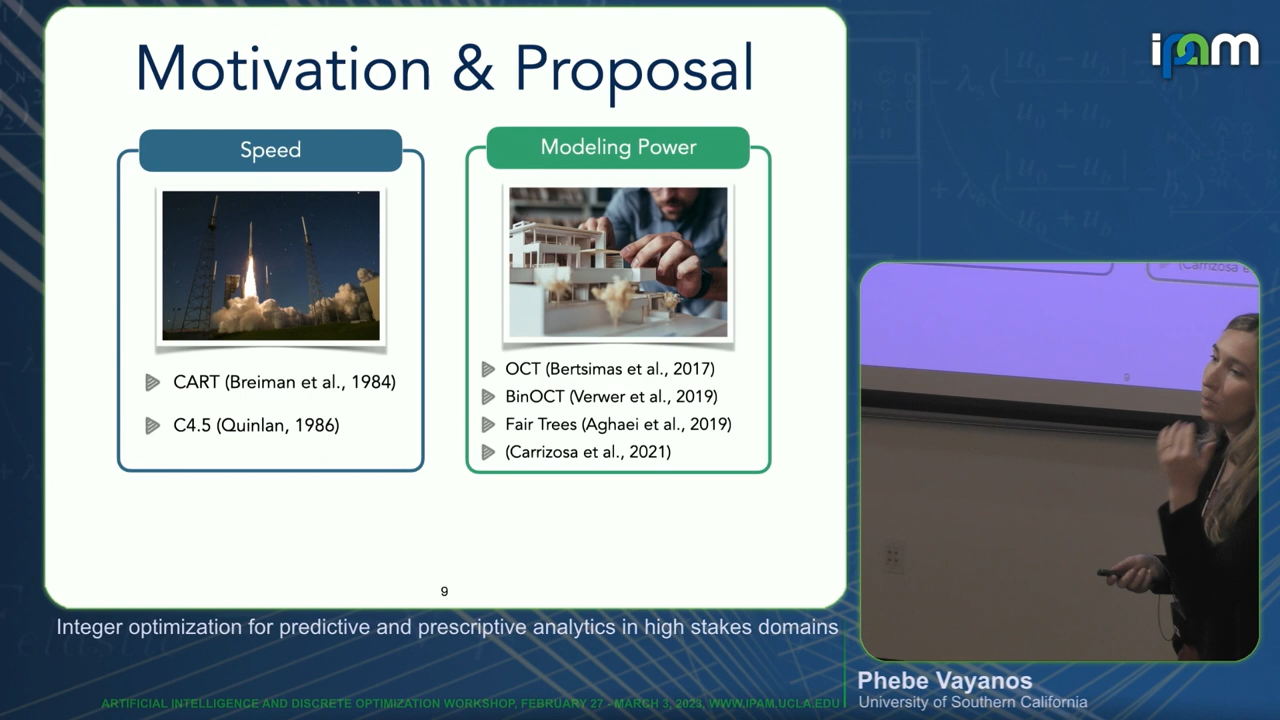 Motivation & Proposal
Speed
CART (Breiman et al., 1984)
C4.5 (Quinlan, 1986)
Modeling Power
OCT (Bertsimas et al., 2017)
BinOCT (Verwer et al., 2019)
Fair Trees (Aghaei et al., 2019)
(Carrizosa et al., 2021)
9
ipam
(Carrizosa e
9
Integer optimization for predictive and prescriptive analytics in high stakes domains
Phebe Vayanos
University of Southern California
ARTIFICIAL INTELLIGENCE AND DISCRETE OPTIMIZATION WORKSHOP, FEBRUARY 27 - MARCH 3, 2023, WWW.IPAM.UCLA.EDU